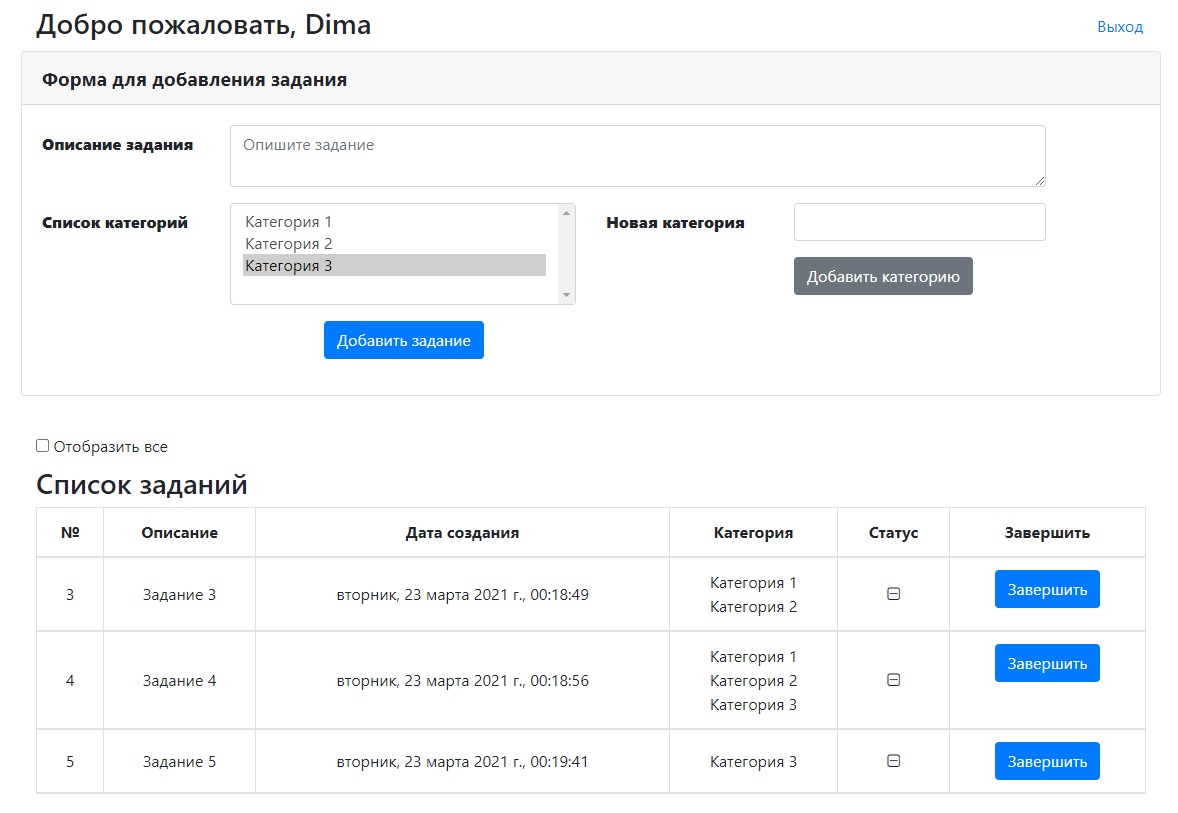 Добро пожаловать, Dima
Выход
Форма для добавления задания
Описание задания
Опишите задание
Список категорий
Категория 1
Категория 2
Категория 3
Новая категория
Добавить категорию
Добавить задание
Отобразить все
Список заданий
№ Описание Дата создания Категория Статус Завершить
3 Задание 3 вторник, 23 марта 2021 г., 00:18:49 Категория 1
Категория 2
Завершить
4 Задание 4 вторник, 23 марта 2021 г., 00:18:56 Категория 1
Категория 2
Категория 3
Завершить
5 Задание 5 вторник, 23 марта 2021 г., 00:19:41 Категория 3 Завершить